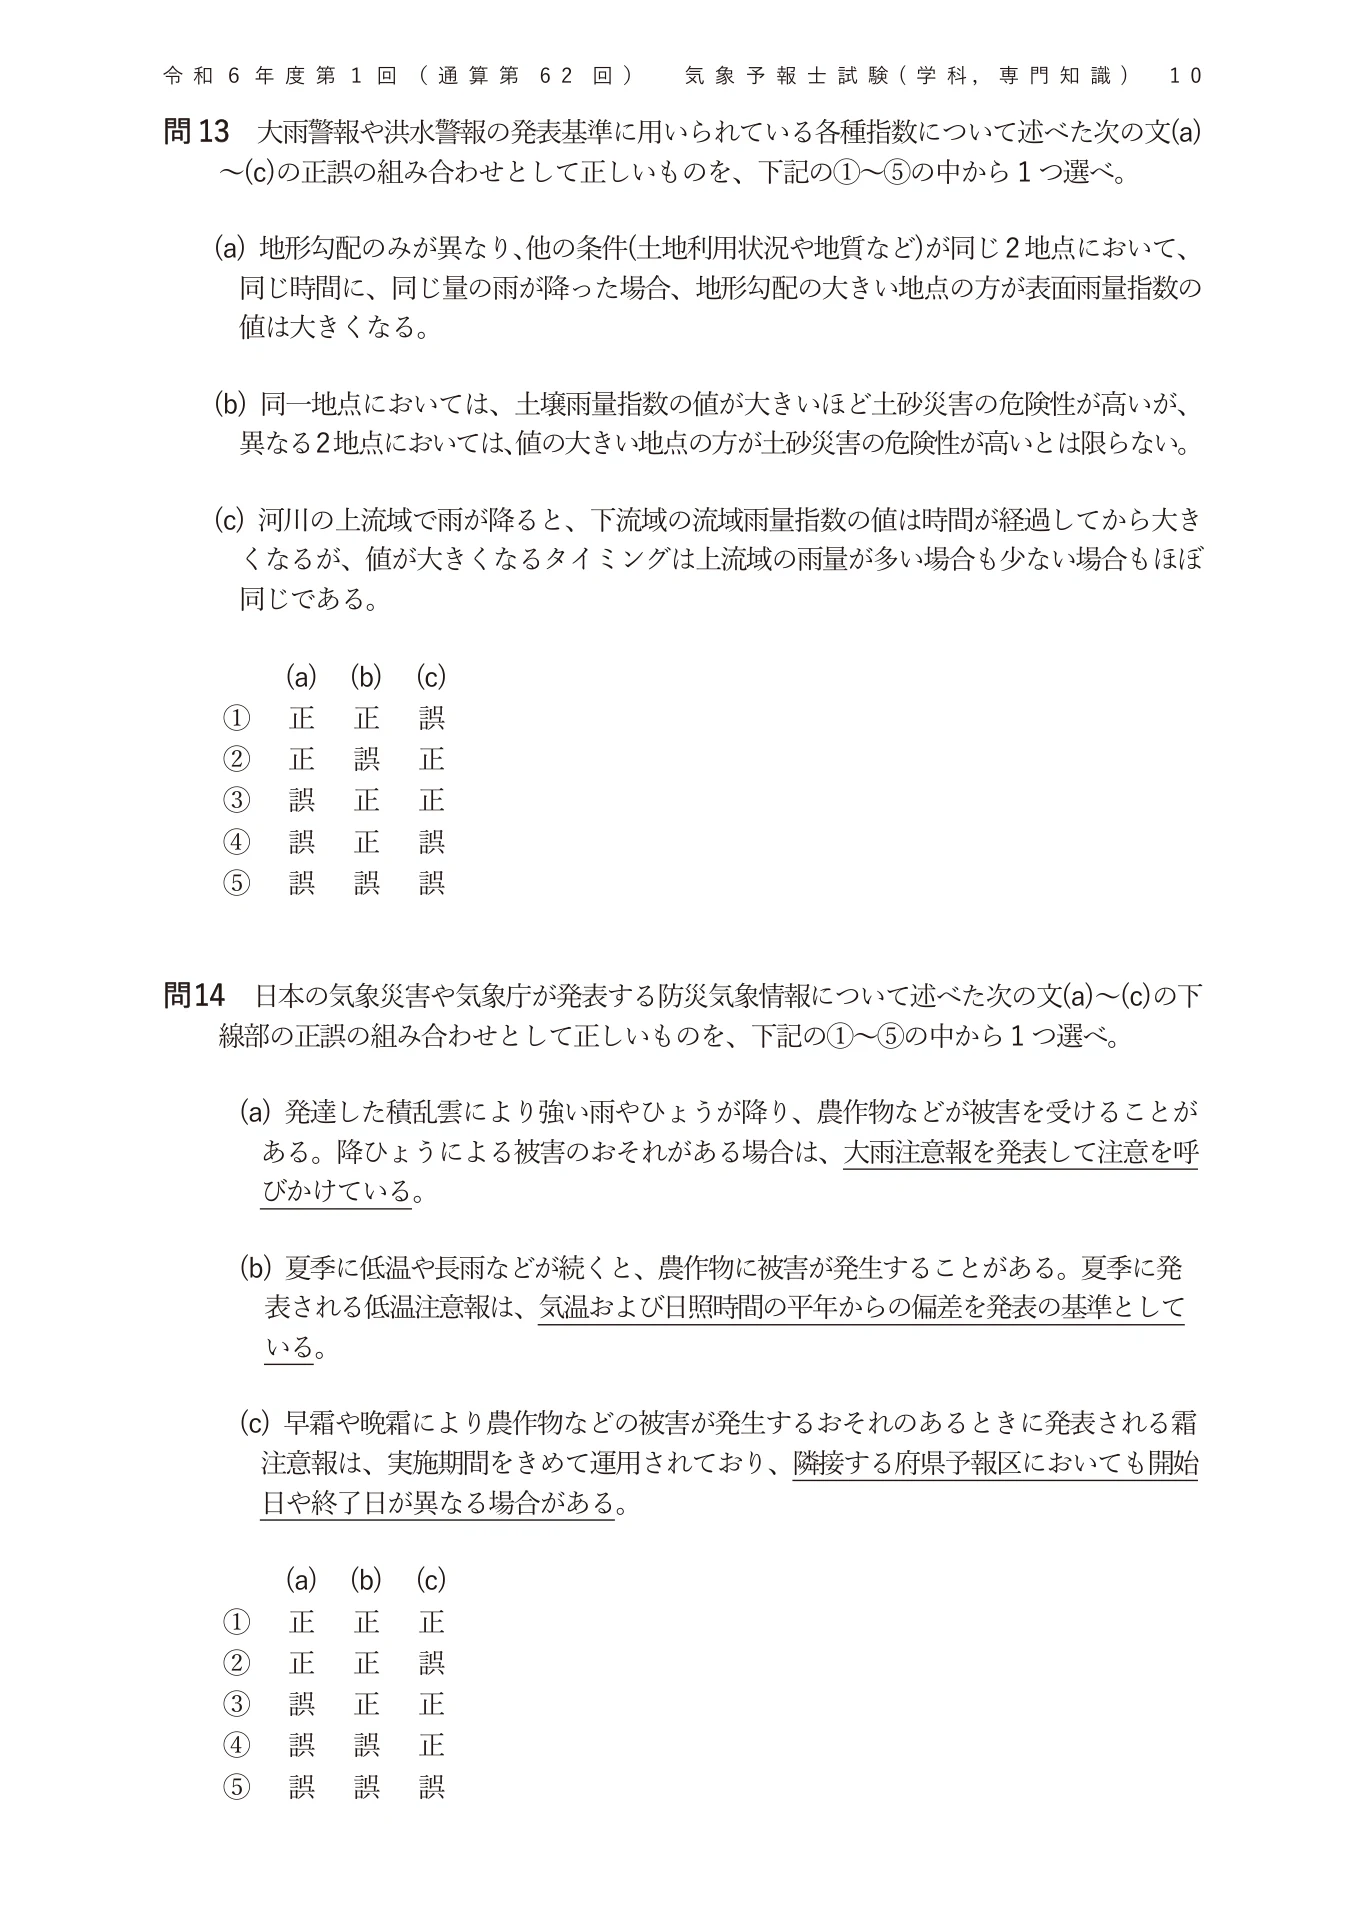 令和6年度第1回(通算第 62 回) 気象予報士試験(学科, 専門知識) 10
問13 大雨警報や洪水警報の発表基準に用いられている各種指数について述べた次の文(a)
～(c)の正誤の組み合わせとして正しいものを、下記の①～⑤の中から1つ選べ。
(a) 地形勾配のみが異なり、他の条件(土地利用状況や地質など)が同じ2地点において、
同じ時間に、同じ量の雨が降った場合、地形勾配の大きい地点の方が表面雨量指数の
値は大きくなる。
(b) 同一地点においては、土壌雨量指数の値が大きいほど土砂災害の危険性が高いが、
異なる2地点においては、値の大きい地点の方が土砂災害の危険性が高いとは限らない。
(c) 河川の上流域で雨が降ると、下流域の流域雨量指数の値は時間が経過してから大き
くなるが、値が大きくなるタイミングは上流域の雨量が多い場合も少ない場合もほぼ
同じである。
(a) (b) (c)
① 正 正 誤
② 正 誤 正
③ 誤 正 正
④ 誤 正 誤
⑤ 誤 誤 誤
問14 日本の気象災害や気象庁が発表する防災気象情報について述べた次の文(a)～(c)の下
線部の正誤の組み合わせとして正しいものを、下記の①～⑤の中から1つ選べ。
(a) 発達した積乱雲により強い雨やひょうが降り、農作物などが被害を受けることが
ある。降ひょうによる被害のおそれがある場合は、大雨注意報を発表して注意を呼
びかけている。
(b) 夏季に低温や長雨などが続くと、農作物に被害が発生することがある。夏季に発
表される低温注意報は、気温および日照時間の平年からの偏差を発表の基準として
いる。
(c) 早霜や晩霜により農作物などの被害が発生するおそれのあるときに発表される霜
注意報は、実施期間をきめて運用されており、隣接する府県予報区においても開始
日や終了日が異なる場合がある。
(a) (b) (c)
① 正 正 正
② 正 正 誤
③ 誤 正 正
④ 誤 誤 正
⑤ 誤 誤 誤